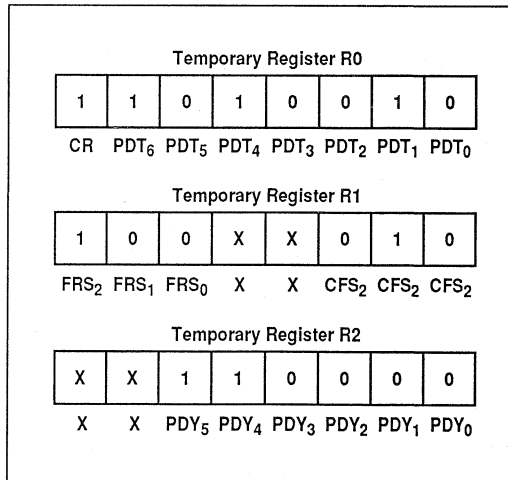 Temporary Register R0
1 1 0 1 0 0 1 0
CR PDT₆ PDT₅ PDT₄ PDT₃ PDT₂ PDT₁ PDT₀
Temporary Register R1
1 0 0 X X 0 1 0
FRS₂ FRS₁ FRS₀ X X CFS₂ CFS₂ CFS₂
Temporary Register R2
X X 1 1 0 0 0 0
X X PDY₅ PDY₄ PDY₃ PDY₂ PDY₁ PDY₀